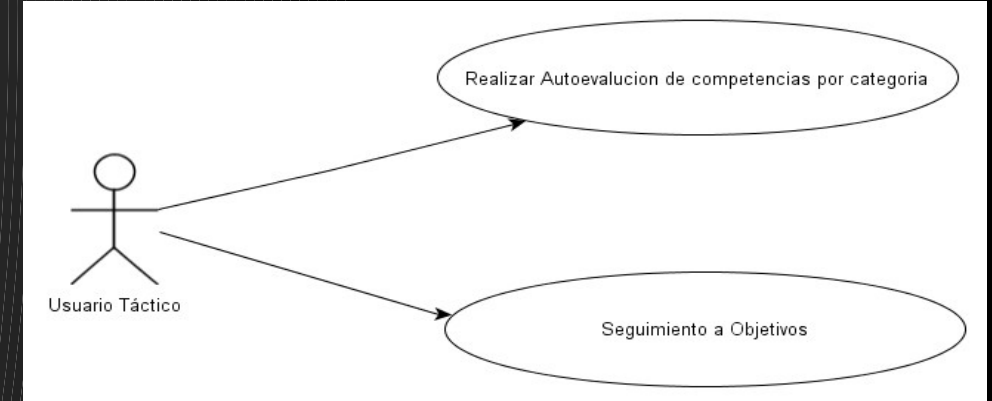 Realizar Autoevalucion de competencias por categoria
Usuario Táctico
Seguimiento a Objetivos